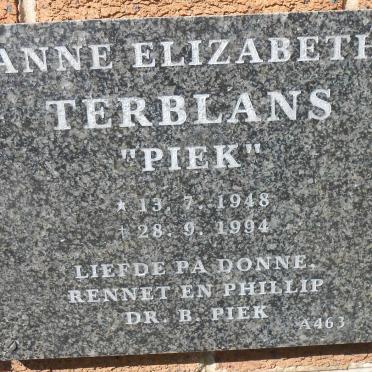 ANNE ELIZABETH
TERBLANS
"PIEK"
★ 13. 7. 1948
+ 28. 9. 1994
LIEFDE PA DONNE,
RENNET EN PHILLIP
DR. B. PIEK
A463